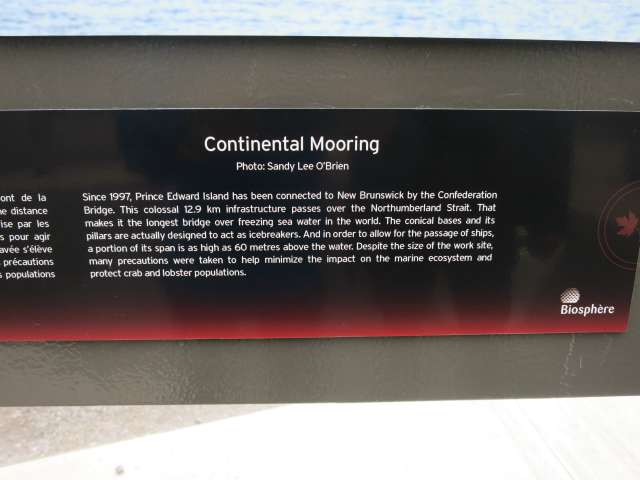 Continental Mooring
Photo: Sandy Lee O'Brien
ont de la
e distance
ise par les
s pour agir
avée s'élève
précautions
s populations
Since 1997, Prince Edward Island has been connected to New Brunswick by the Confederation
Bridge. This colossal 12.9 km infrastructure passes over the Northumberland Strait. That
makes it the longest bridge over freezing sea water in the world. The conical bases and its
pillars are actually designed to act as icebreakers. And in order to allow for the passage of ships,
a portion of its span is as high as 60 metres above the water. Despite the size of the work site,
many precautions were taken to help minimize the impact on the marine ecosystem and
protect crab and lobster populations.
Biosphère